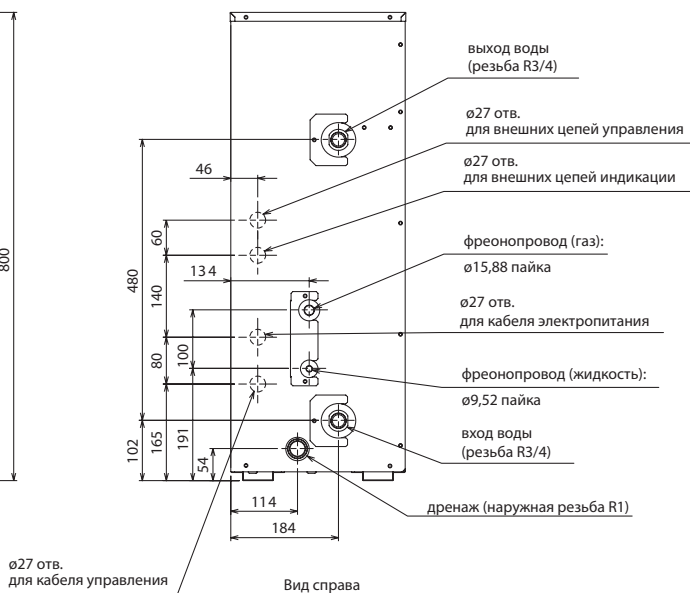 выход воды
(резьба R3/4)
ø27 отв.
для внешних цепей управления
ø27 отв.
для внешних цепей индикации
46
60
800
фреонопровод (газ):
134
ø15,88 пайка
480
140
ø27 отв.
для кабеля электропитания
100
80
фреонопровод (жидкость):
ø9,52 пайка
вход воды
(резьба R3/4)
102
165
191
54
114
дренаж (наружная резьба R1)
184
ø27 отв.
для кабеля управления
Вид справа